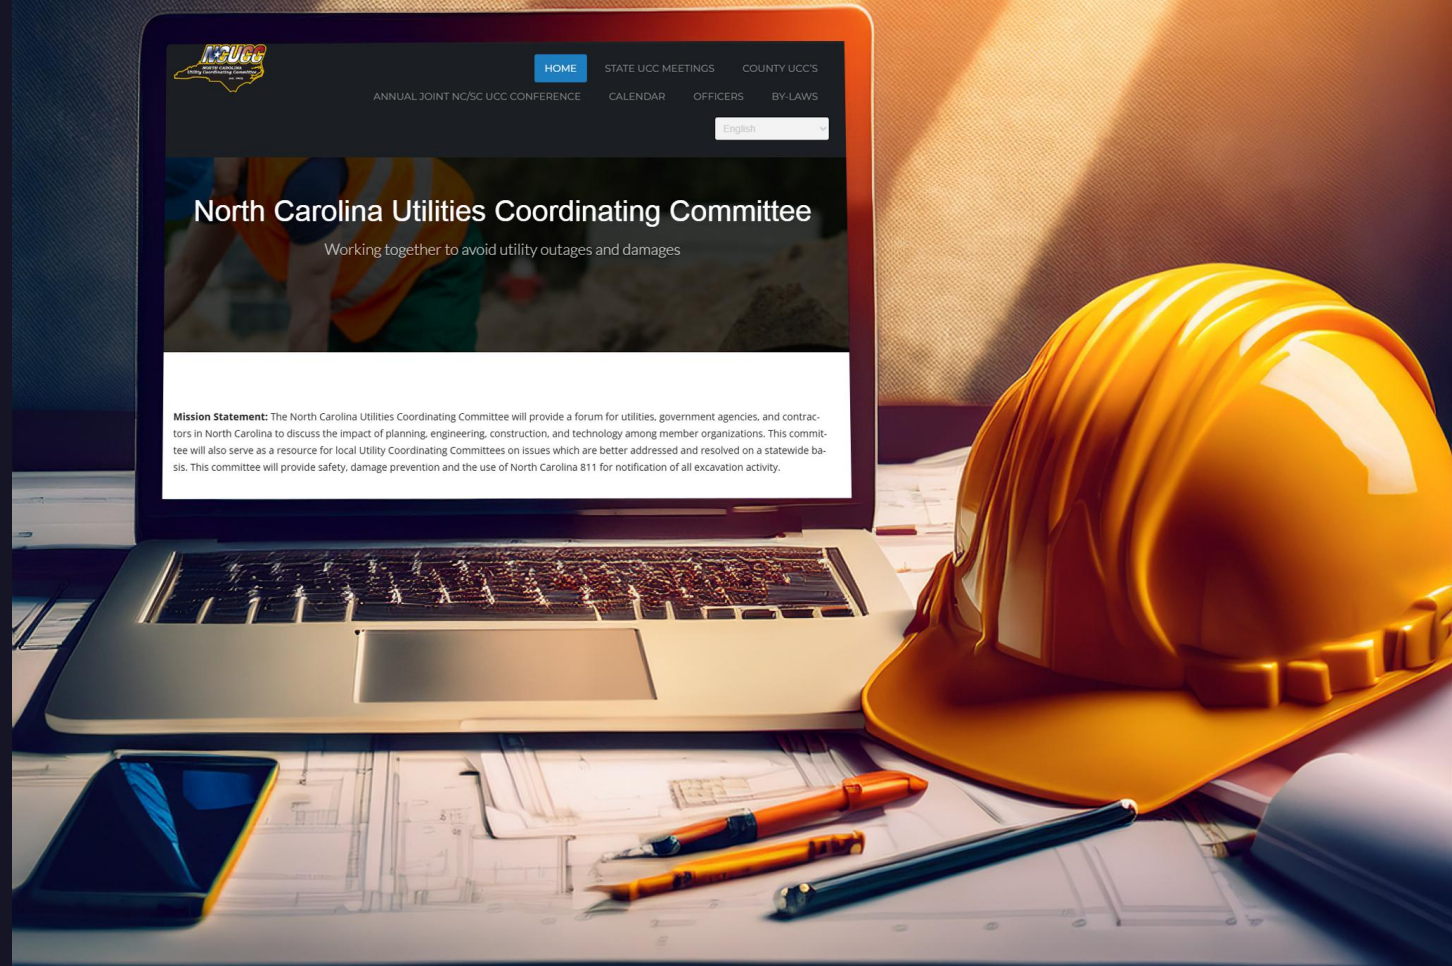 NCUCC
NORTH CAROLINA
Utility Coordinating Committee
HOME
STATE UCC MEETINGS
COUNTY UCC'S
ANNUAL JOINT NC/SC UCC CONFERENCE
CALENDAR
OFFICERS
BY-LAWS
English
North Carolina Utilities Coordinating Committee
Working together to avoid utility outages and damages
Mission Statement: The North Carolina Utilities Coordinating Committee will provide a forum for utilities, government agencies, and contrac-
tors in North Carolina to discuss the impact of planning, engineering, construction, and technology among member organizations. This commit-
tee will also serve as a resource for local Utility Coordinating Committees on issues which are better addressed and resolved on a statewide ba-
sis. This committee will provide safety, damage prevention and the use of North Carolina 811 for notification of all excavation activity.